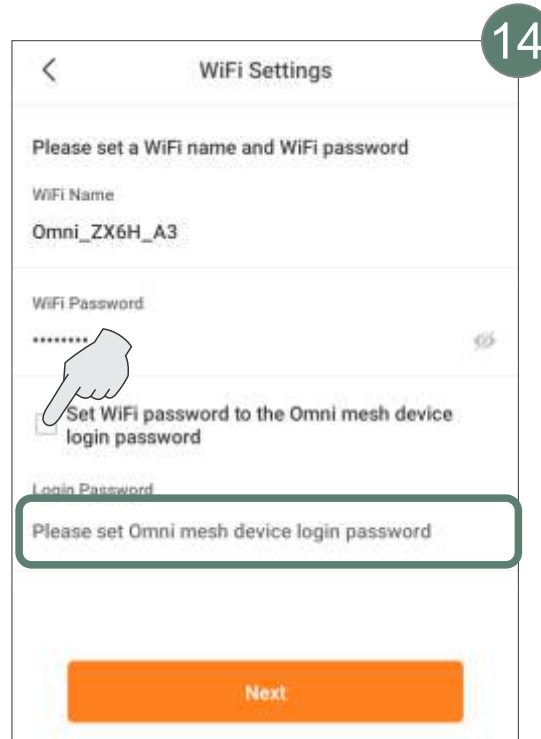 14
WiFi Settings
Please set a WiFi name and WiFi password
WiFi Name
Omni_ZX6H_A3
WiFi Password
••••••••
Set WiFi password to the Omni mesh device
login password
Login Password
Please set Omni mesh device login password
Next